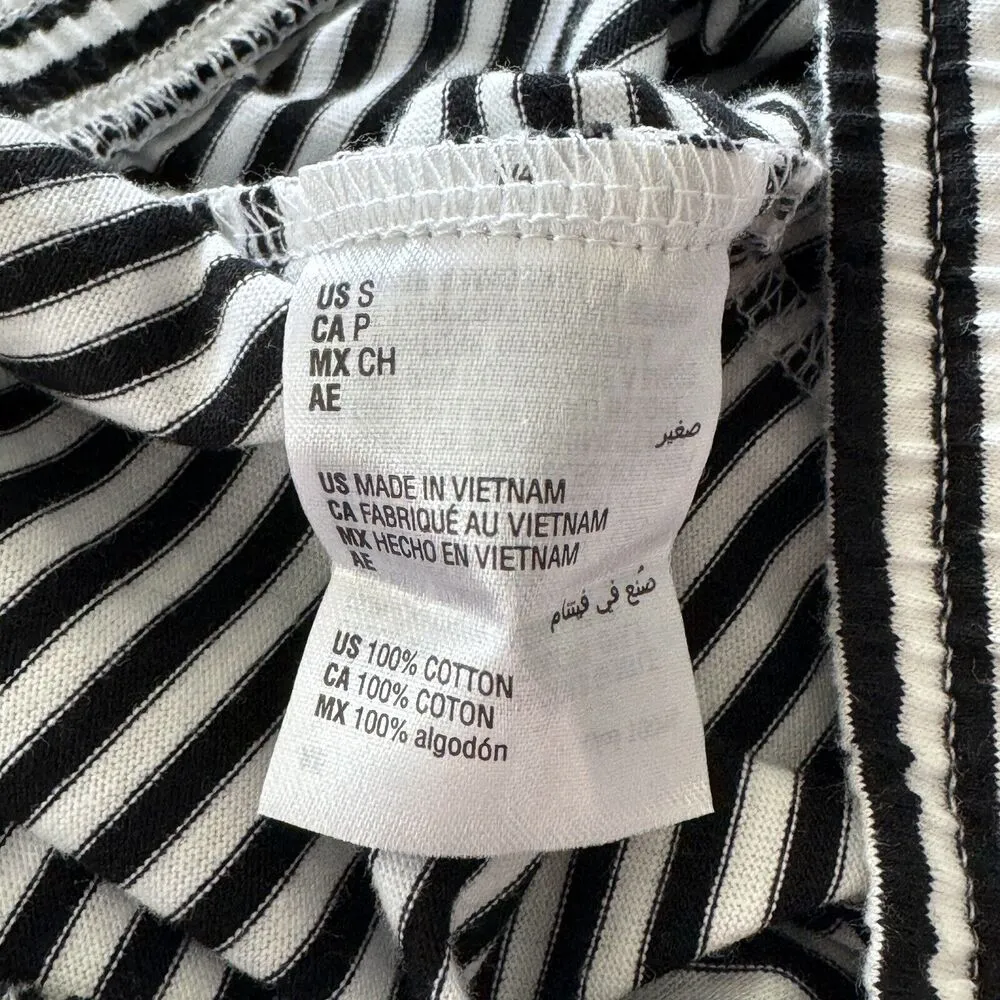 US S
CA P
MX CH
AE
صغير
US MADE IN VIETNAM
CA FABRIQUÉ AU VIETNAM
MX HECHO EN VIETNAM
AE
صُنع في فيتنام
US 100% COTTON
CA 100% COTON
MX 100% algodón